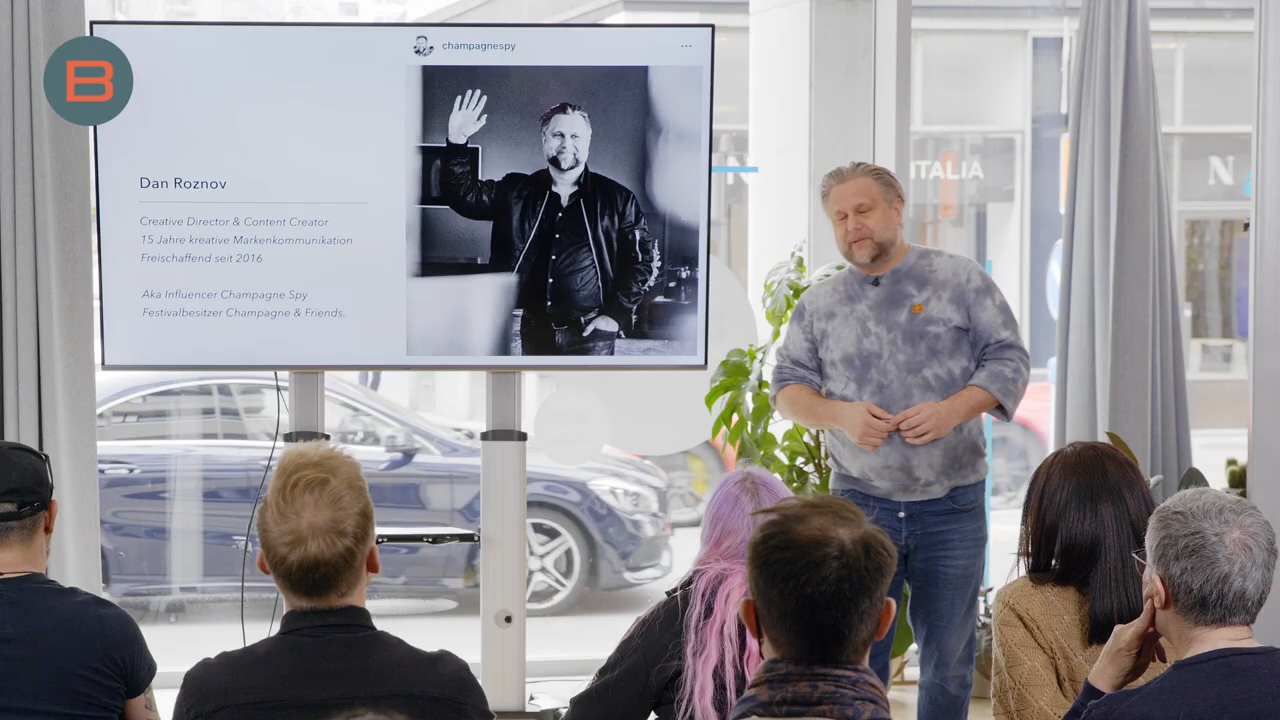 B
champagnespy
Dan Roznov
Creative Director & Content Creator
15 Jahre kreative Markenkommunikation
Freischaffend seit 2016
Aka Influencer Champagne Spy
Festivalbesitzer Champagne & Friends.
N
ITALIA
N